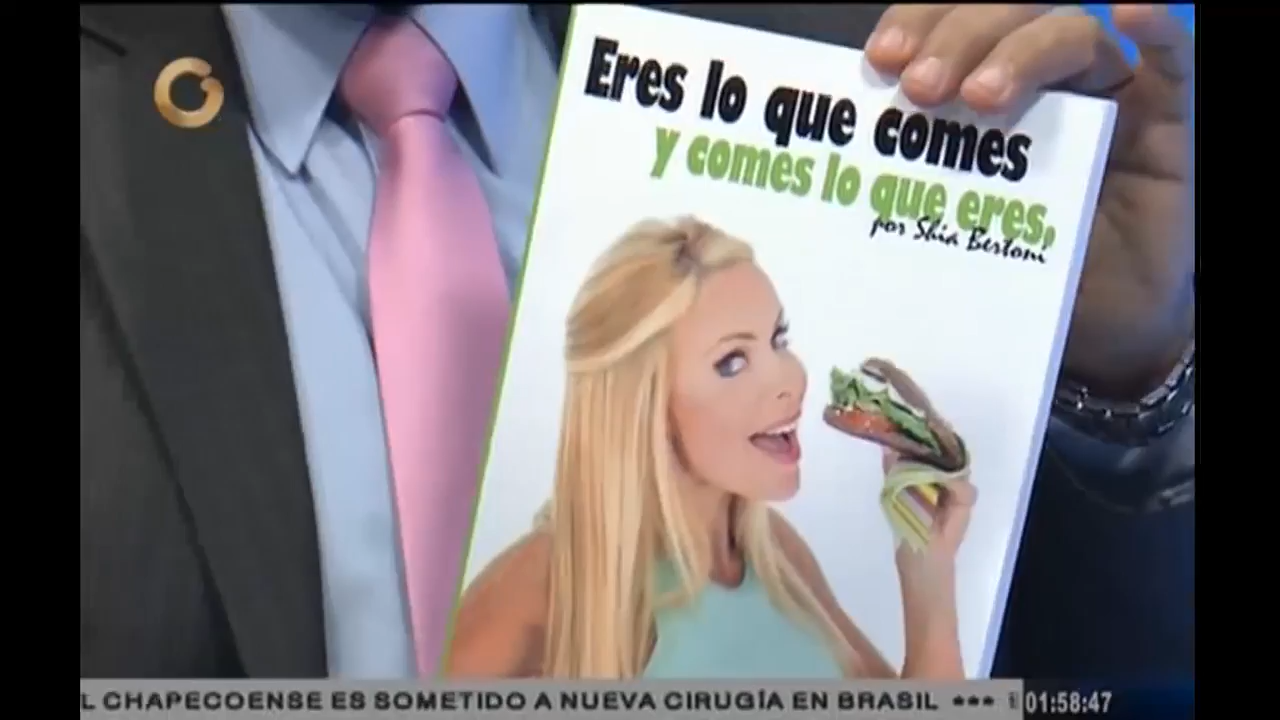 Eres lo que comes
y comes lo que eres.
por Shia Bertoni
L CHAPECOENSE ES SOMETIDO A NUEVA CIRUGÍA EN BRASIL ***
01:58:47